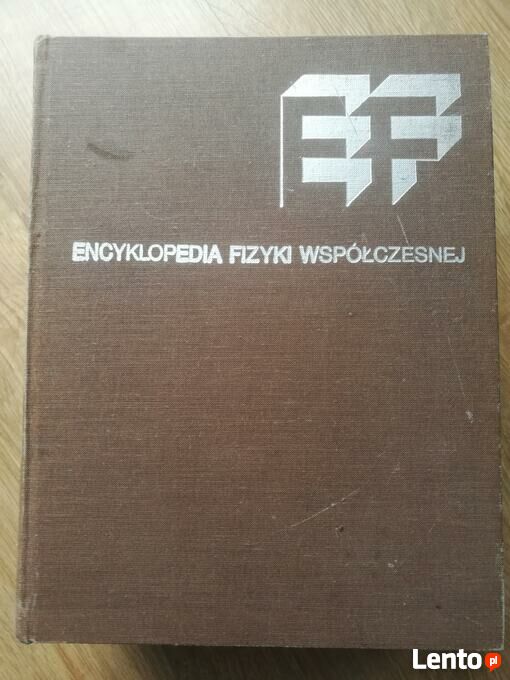 EF
ENCYKLOPEDIA FIZYKI WSPÓŁCZESNEJ
Lento pl